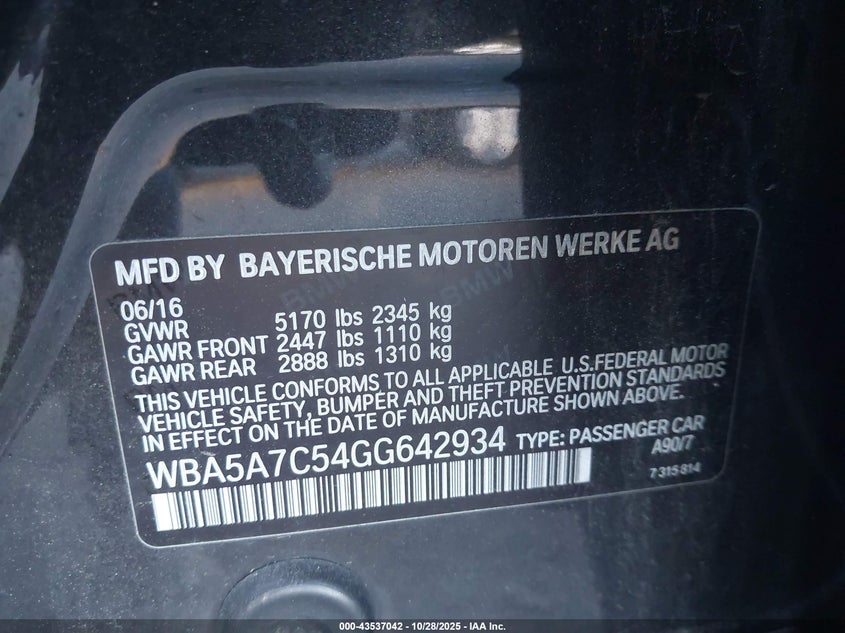 MFD BY BAYERISCHE MOTOREN WERKE AG
06/16
GVWR 5170 lbs 2345 kg
GAWR FRONT 2447 lbs 1110 kg
GAWR REAR 2888 lbs 1310 kg
THIS VEHICLE CONFORMS TO ALL APPLICABLE U.S.FEDERAL MOTOR
VEHICLE SAFETY, BUMPER AND THEFT PREVENTION STANDARDS
IN EFFECT ON THE DATE OF MANUFACTURE SHOWN ABOVE.
WBA5A7C54GG642934 TYPE: PASSENGER CAR
A90/7
7 315 814
000-43537042 | 10/28/2025 - IAA Inc.